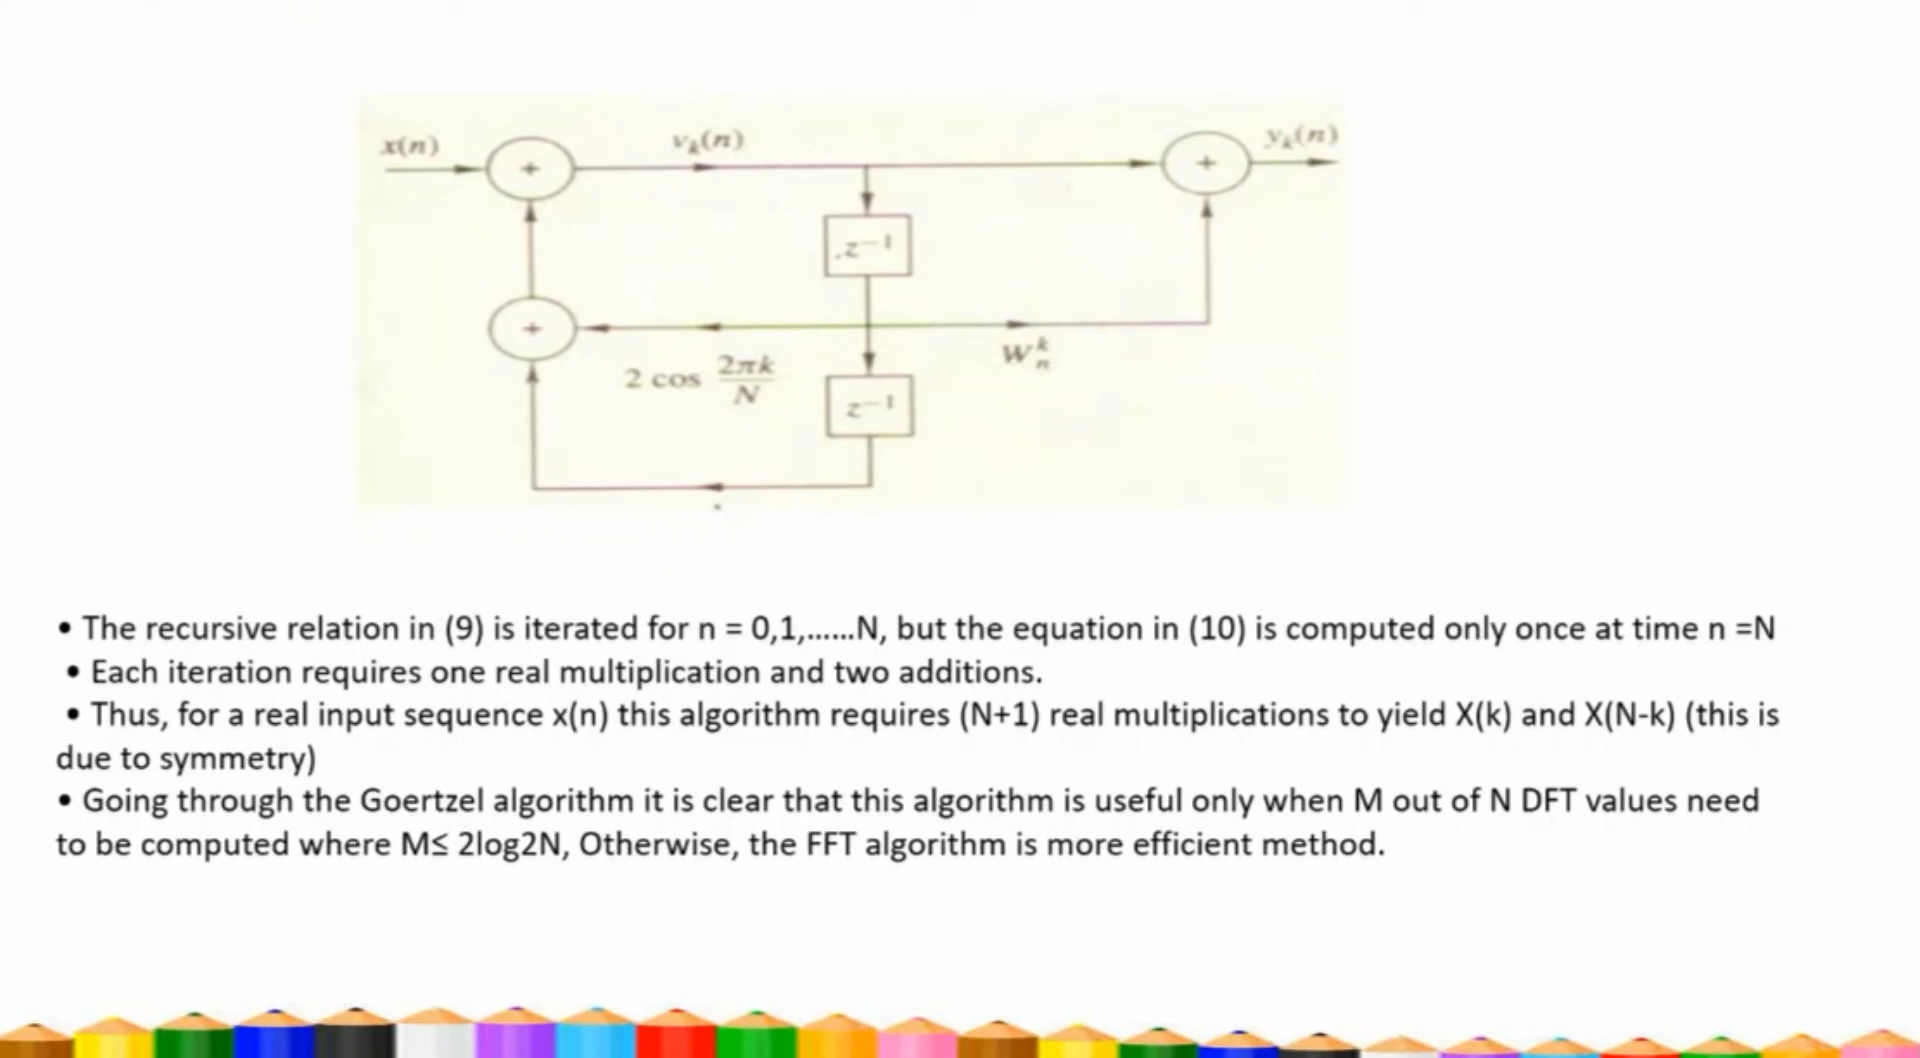 x(n)
vₖ(n)
yₖ(n)
+
+
z⁻¹
+
2 cos 2πk/N
Wₙᵏ
z⁻¹
• The recursive relation in (9) is iterated for n = 0,1,......N, but the equation in (10) is computed only once at time n =N
• Each iteration requires one real multiplication and two additions.
• Thus, for a real input sequence x(n) this algorithm requires (N+1) real multiplications to yield X(k) and X(N-k) (this is
due to symmetry)
• Going through the Goertzel algorithm it is clear that this algorithm is useful only when M out of N DFT values need
to be computed where M≤ 2log2N, Otherwise, the FFT algorithm is more efficient method.